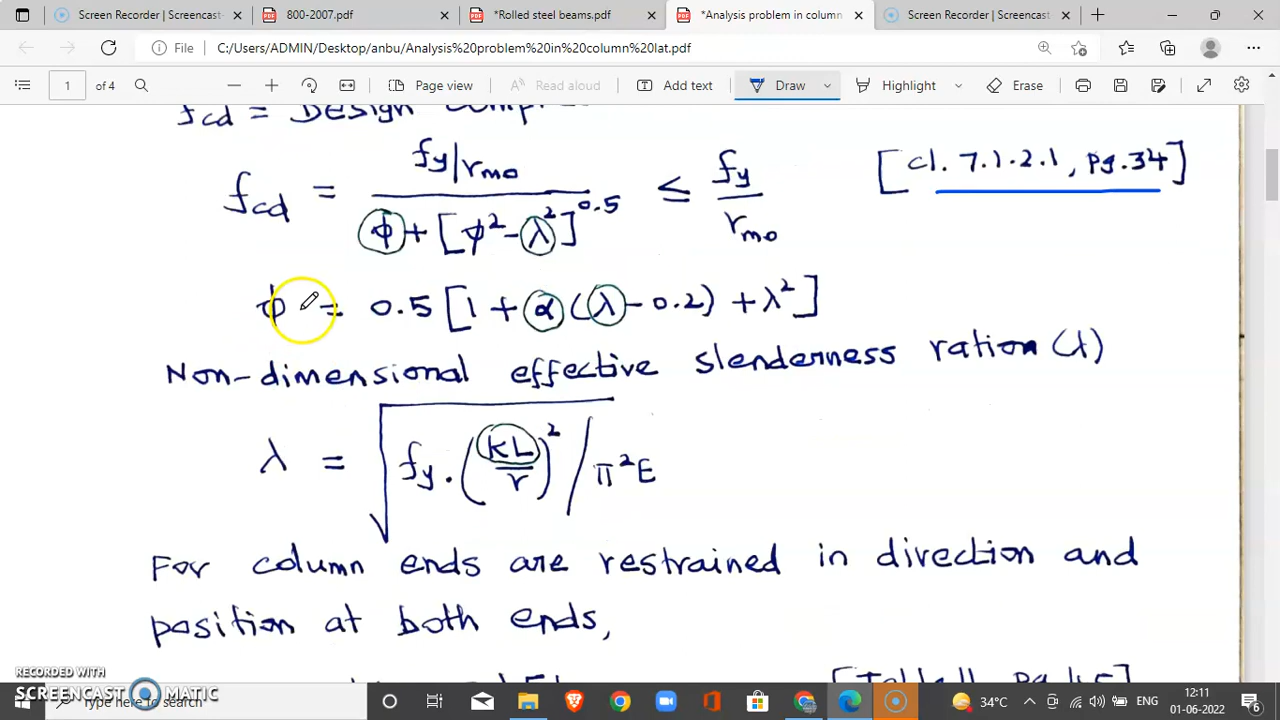 Screen Recorder | Screencast-
800-2007.pdf
*Rolled steel beams.pdf
*Analysis problem in column
Screen Recorder | Screencast
File
C:/Users/ADMIN/Desktop/anbu/Analysis%20problem%20in%20column%20lat.pdf
1 of 4
Page view
Read aloud
Add text
Draw
Highlight
Erase
fcd = Design
fcd = fy|rmo / ϕ + [ϕ² - λ²]^0.5 ≤ fy / rmo [cl. 7.1.2.1, pg.34]
ϕ = 0.5 [1 + α (λ - 0.2) + λ²]
Non-dimensional effective slenderness ration (λ)
λ = √ fy . (KL / r)² / π²E
For column ends are restrained in direction and
position at both ends,
RECORDED WITH
SCREENCAST MATIC
Type here to search
34°C
ENG
12:11
01-06-2022
6